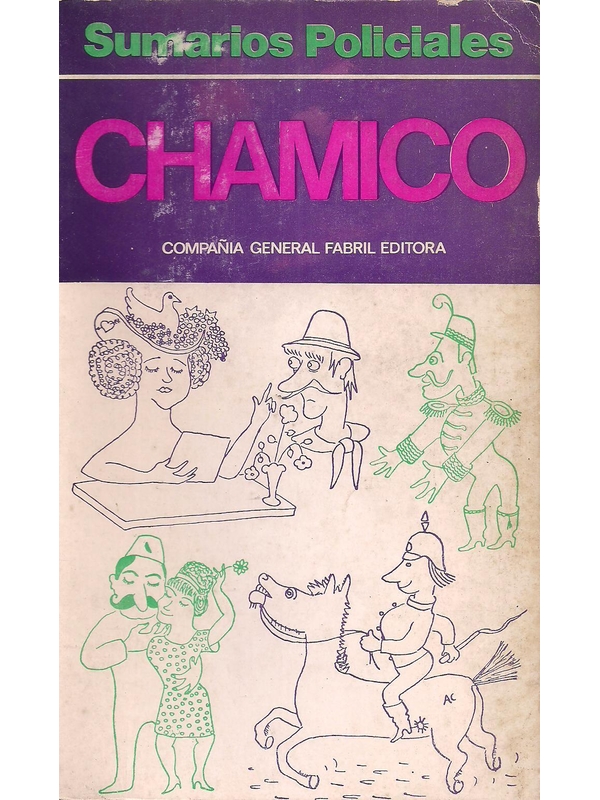 Sumarios Policiales
CHAMICO
COMPAÑIA GENERAL FABRIL EDITORA
AC